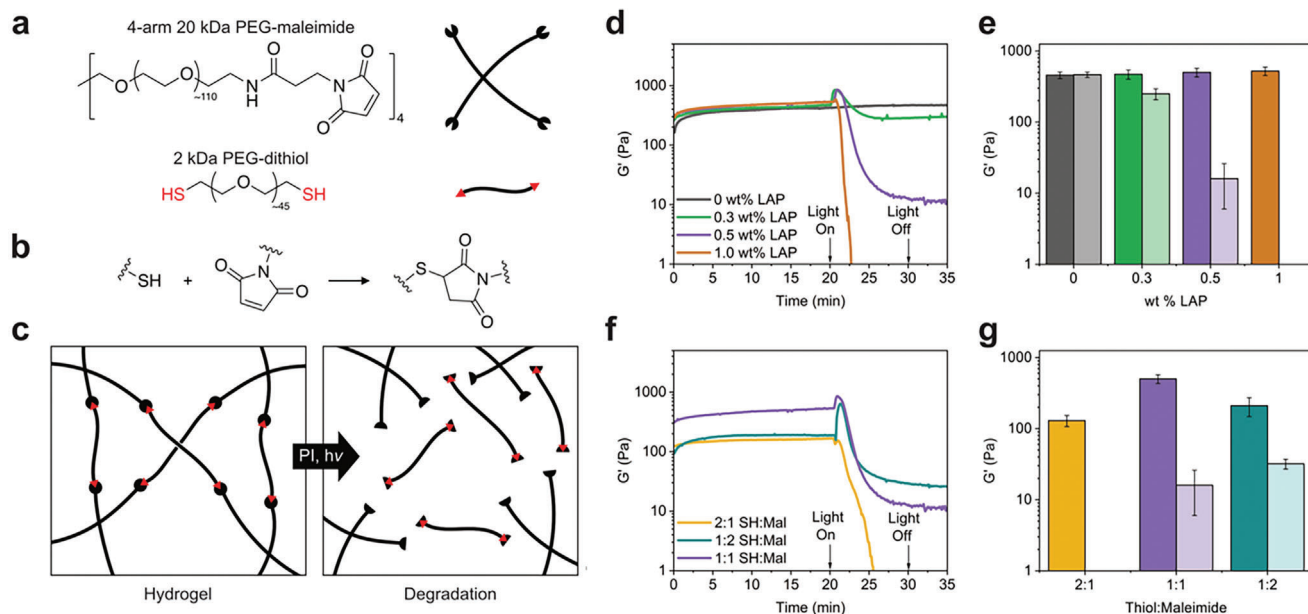 a
4-arm 20 kDa PEG-maleimide
O
O
~110
N
H
O
N
O
O
4
2 kDa PEG-dithiol
HS
O
~45
SH
b
SH
+
N
O
O
S
O
N
O
c
PI, hν
Hydrogel
Degradation
d
G' (Pa)
1000
100
10
1
0 wt% LAP
0.3 wt% LAP
0.5 wt% LAP
1.0 wt% LAP
Light
On
Light
Off
0 5 10 15 20 25 30 35
Time (min)
e
G' (Pa)
1000
100
10
1
0 0.3 0.5 1
wt % LAP
f
G' (Pa)
1000
100
10
1
2:1 SH:Mal
1:2 SH:Mal
1:1 SH:Mal
Light
On
Light
Off
0 5 10 15 20 25 30 35
Time (min)
g
G' (Pa)
1000
100
10
1
2:1 1:1 1:2
Thiol:Maleimide